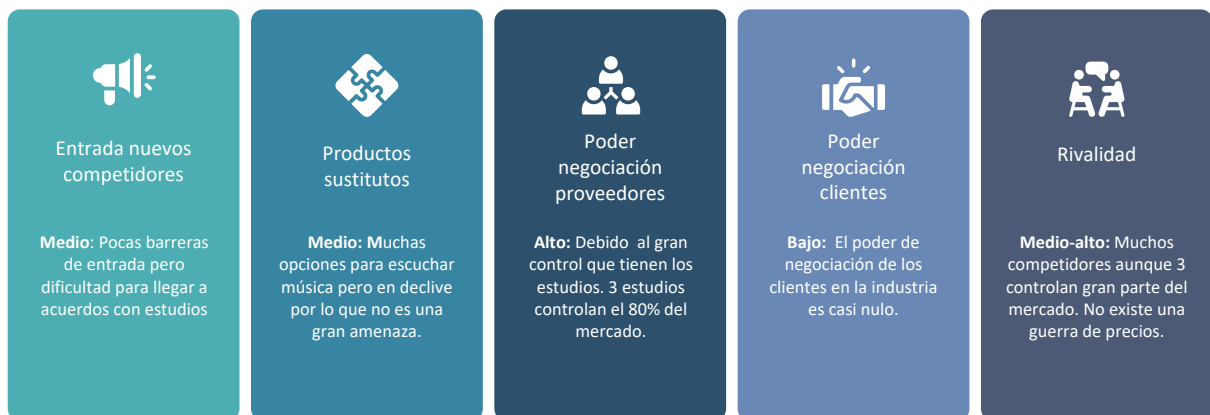 Entrada nuevos
competidores
Medio: Pocas barreras
de entrada pero
dificultad para llegar a
acuerdos con estudios
Productos
sustitutos
Medio: Muchas
opciones para escuchar
música pero en declive
por lo que no es una
gran amenaza.
Poder
negociación
proveedores
Alto: Debido al gran
control que tienen los
estudios. 3 estudios
controlan el 80% del
mercado.
Poder
negociación
clientes
Bajo: El poder de
negociación de los
clientes en la industria
es casi nulo.
Rivalidad
Medio-alto: Muchos
competidores aunque 3
controlan gran parte del
mercado. No existe una
guerra de precios.